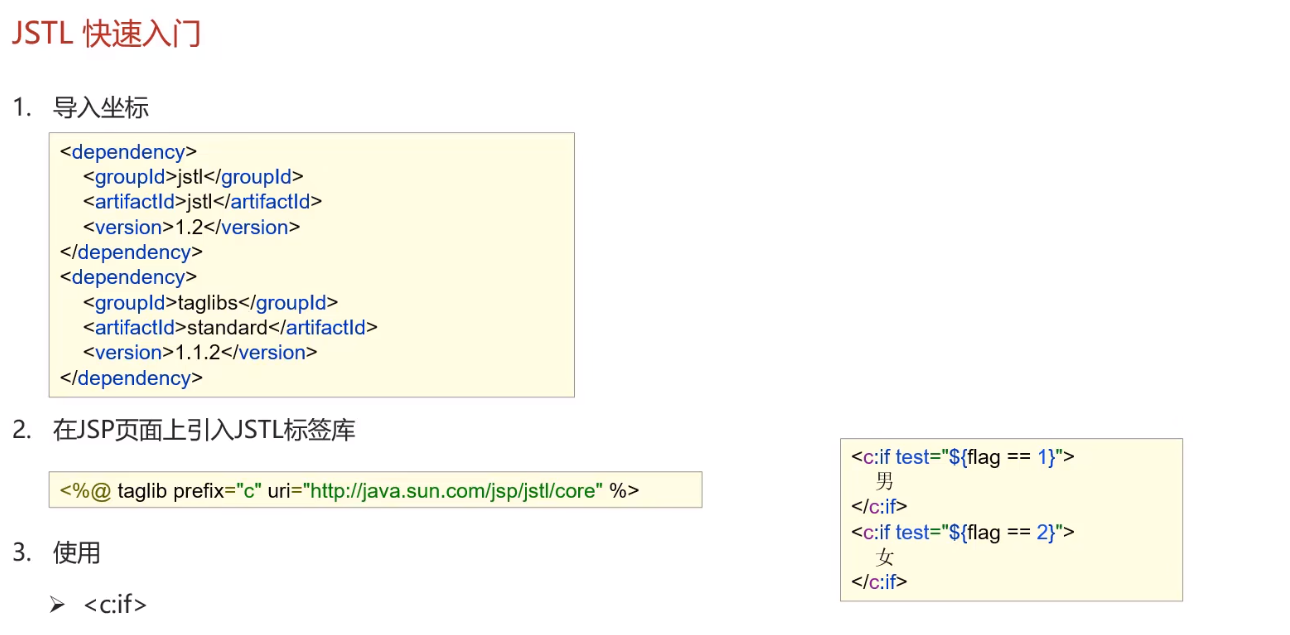 JSTL 快速入门
1. 导入坐标
<dependency>
<groupId>jstl</groupId>
<artifactId>jstl</artifactId>
<version>1.2</version>
</dependency>
<dependency>
<groupId>taglibs</groupId>
<artifactId>standard</artifactId>
<version>1.1.2</version>
</dependency>
2. 在JSP页面上引入JSTL标签库
<%@ taglib prefix="c" uri="http://java.sun.com/jsp/jstl/core" %>
3. 使用
➢ <c:if>
<c:if test="${flag == 1}">
男
</c:if>
<c:if test="${flag == 2}">
女
</c:if>